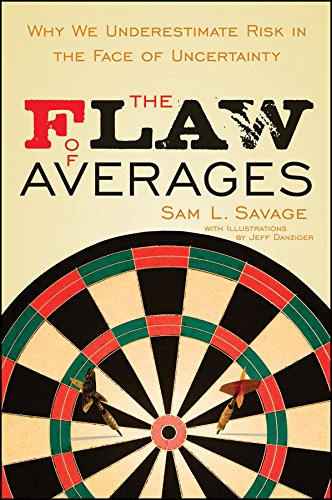 Why We Underestimate Risk in
the Face of Uncertainty
THE
FLAW
OF
AVERAGES
Sam L. Savage
with Illustrations
by Jeff Danziger